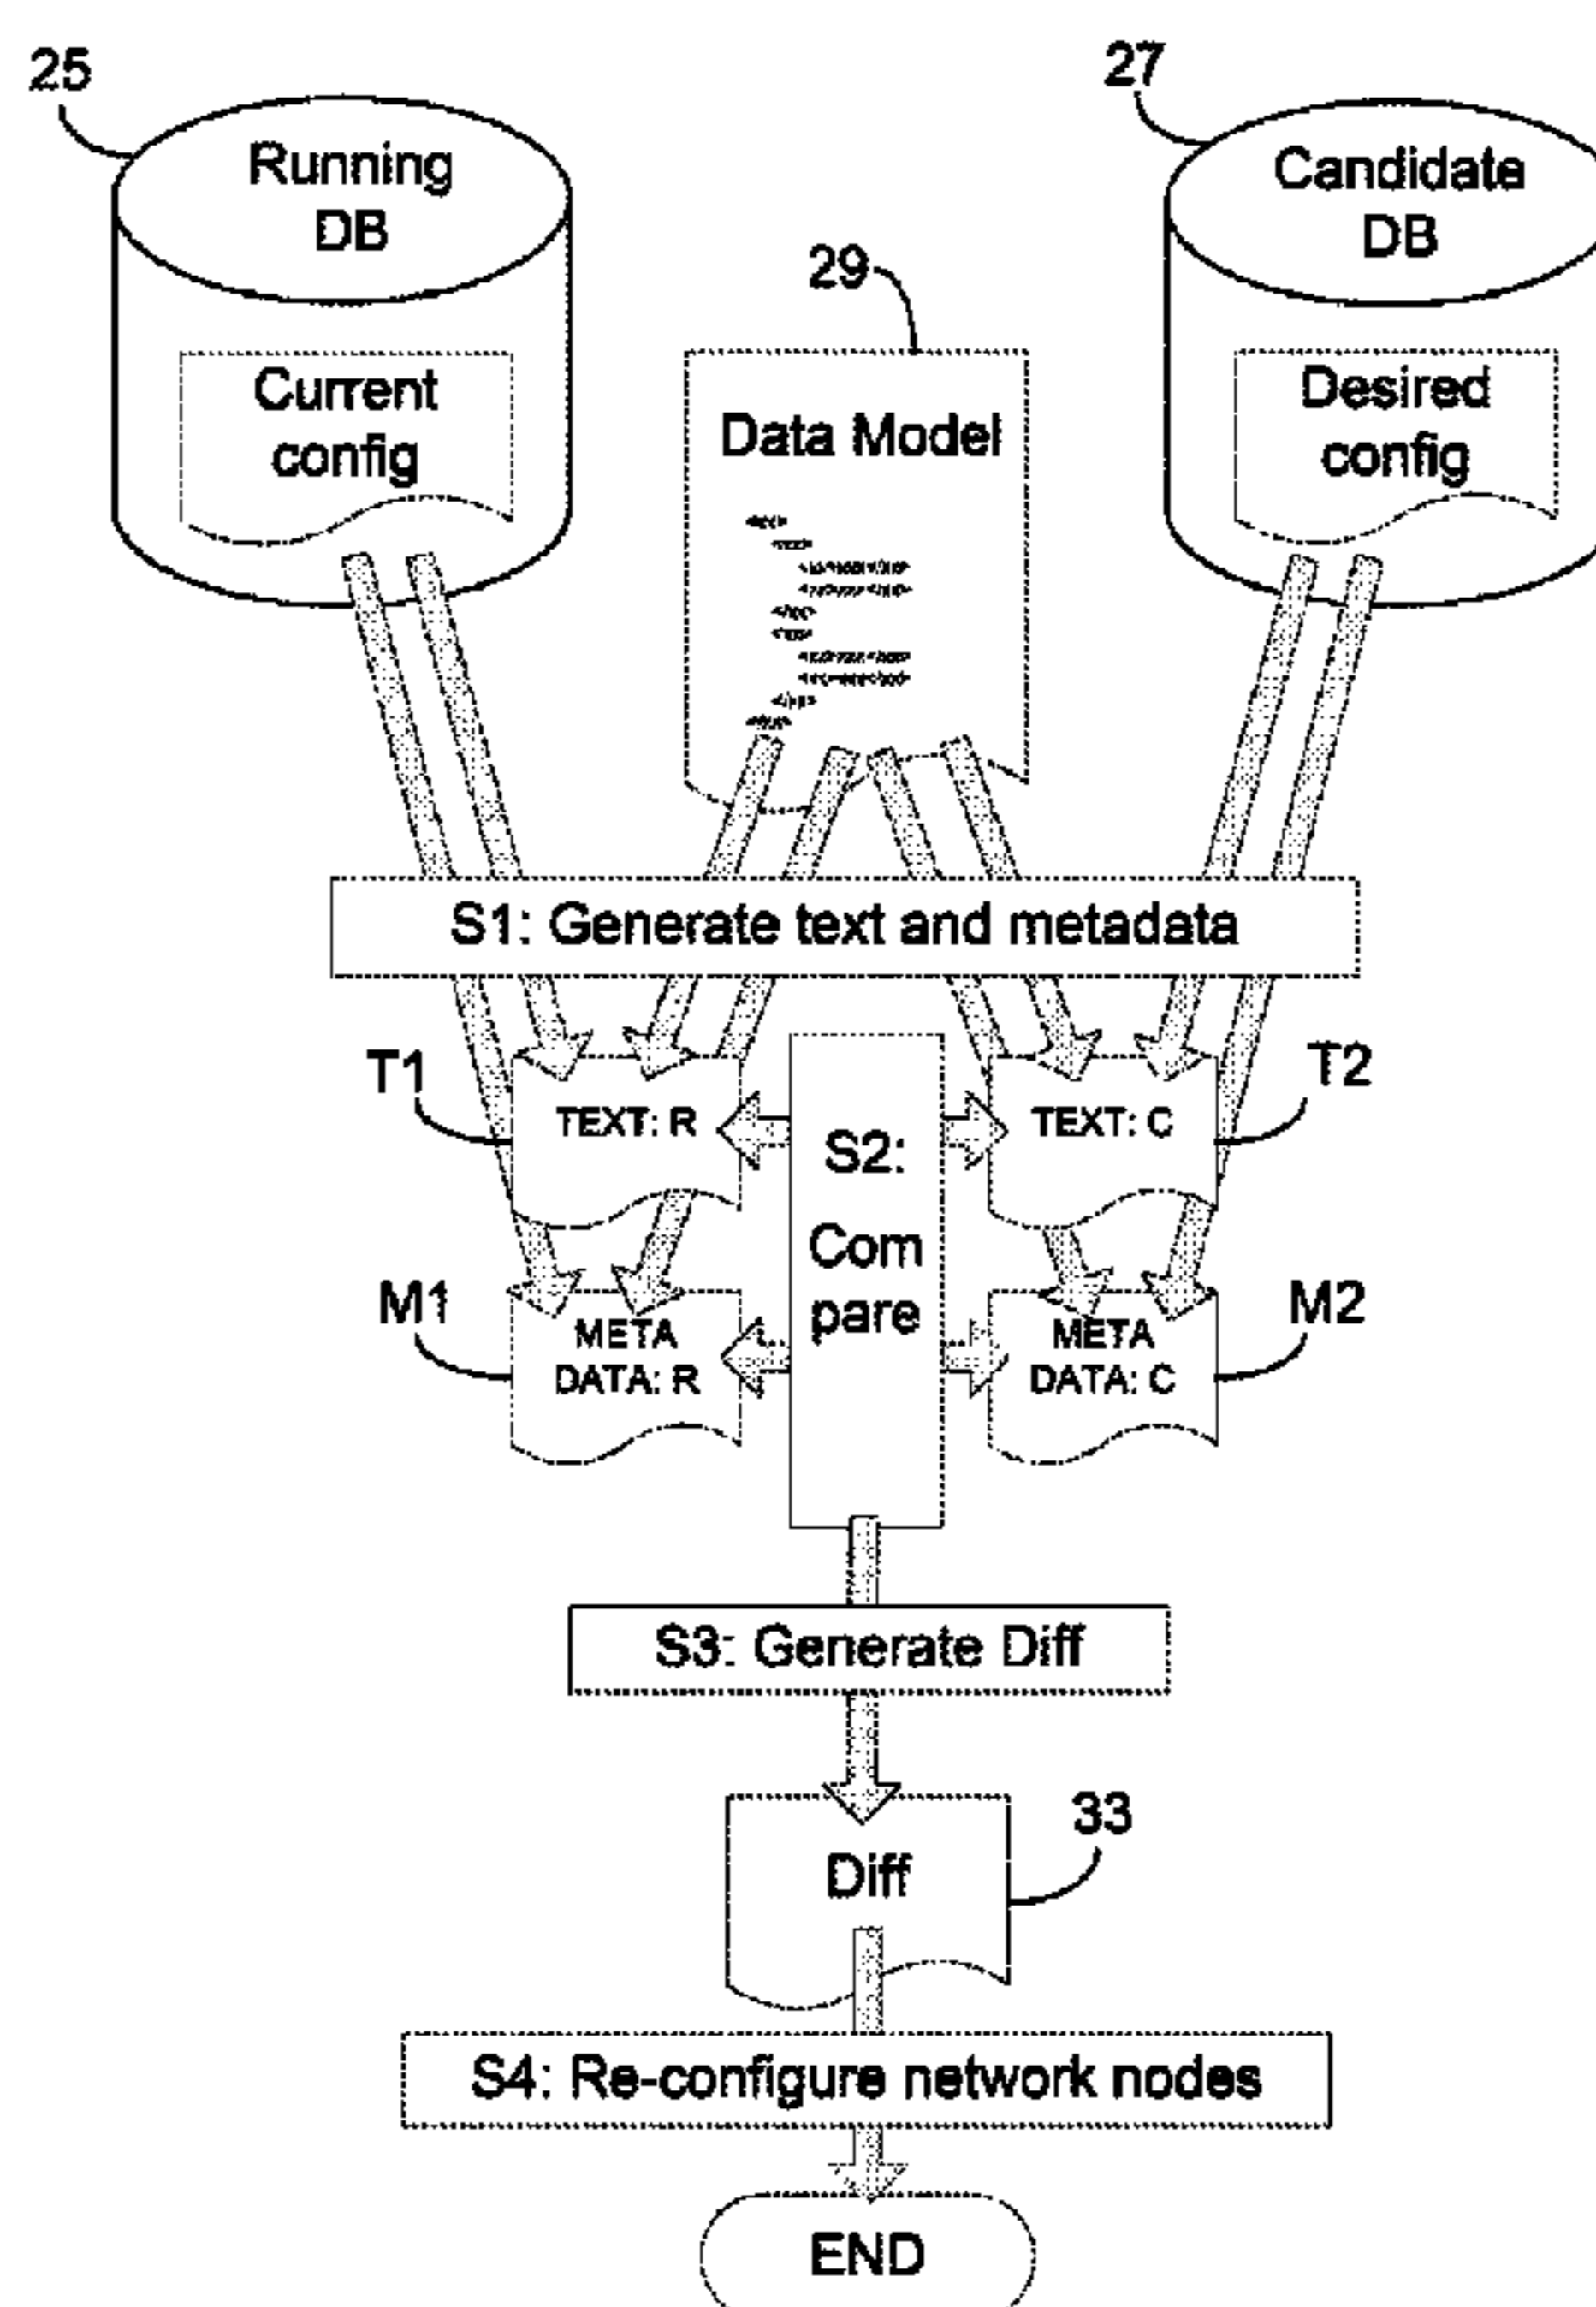 25
27
Running
DB
Candidate
DB
29
Current
config
Data Model
Desired
config
S1: Generate text and metadata
T1
TEXT: R
S2:
TEXT: C
T2
Com
pare
M1
META
DATA: R
META
DATA: C
M2
S3: Generate Diff
33
Diff
S4: Re-configure network nodes
END